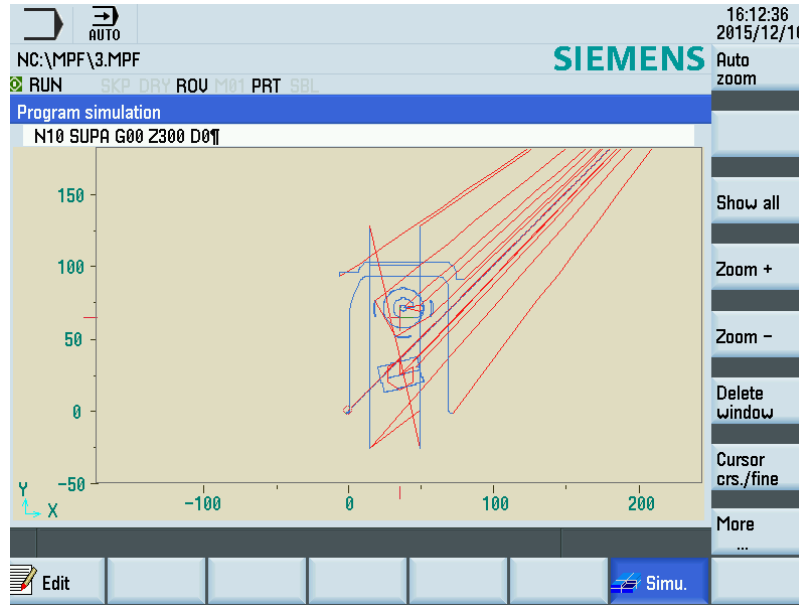 16:12:36
AUTO
2015/12/10
NC:\MPF\3.MPF
SIEMENS
Auto zoom
RUN SKP DRY ROV M01 PRT SBL
Program simulation
N10 SUPA G00 Z300 D0¶
150
Show all
100
Zoom +
50
Zoom -
0
Delete window
-50
Cursor crs./fine
Y
X
-100 0 100 200
More ...
Edit
Simu.